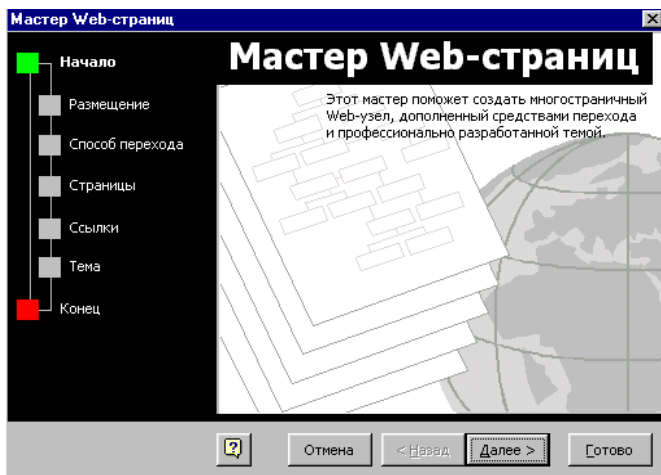 Мастер Web-страниц
Начало
Размещение
Способ перехода
Страницы
Ссылки
Тема
Конец
Мастер Web-страниц
Этот мастер поможет создать многостраничный
Web-узел, дополненный средствами перехода
и профессионально разработанной темой.
?
Отмена
< Назад
Далее >
Готово